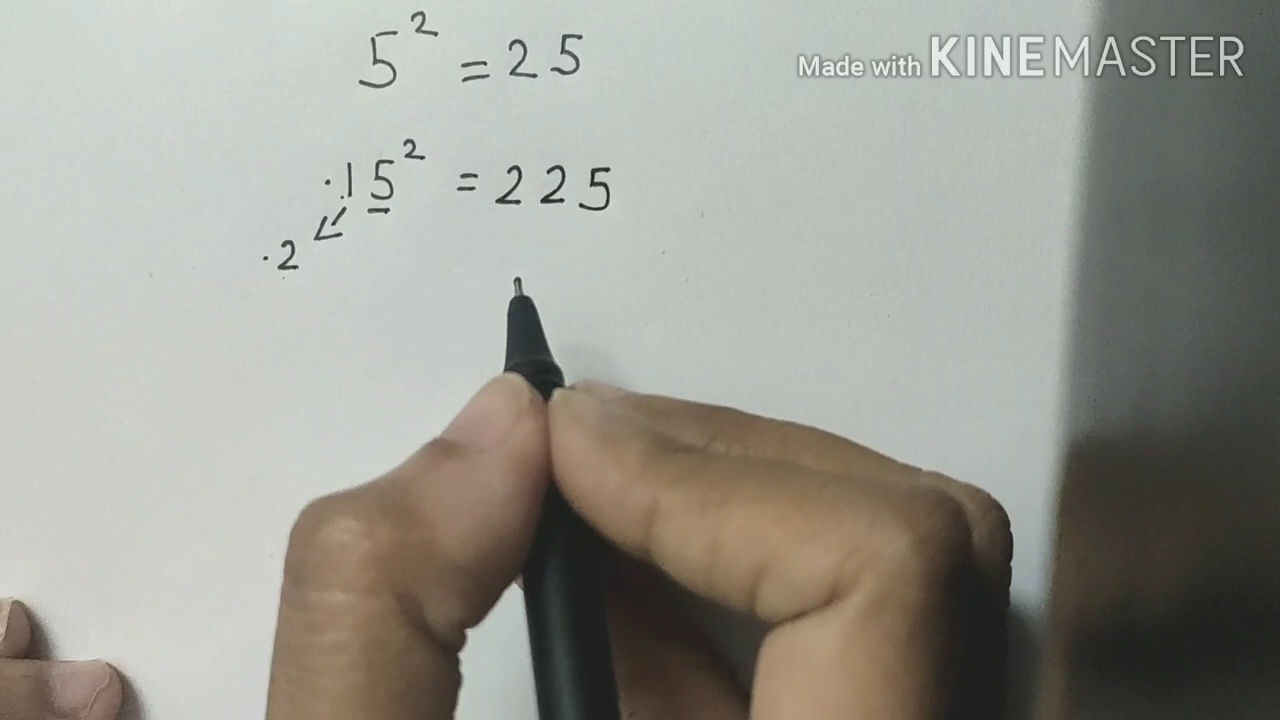 5² = 25
Made with KINEMASTER
·15² = 225
·2